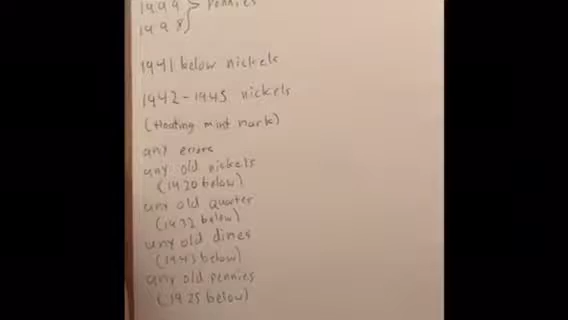 1999 > pennies
1998
1941 below nickels
1942-1945 nickels
(floating mint mark)
any errors
any old nickels
(1920 below)
any old quarter
(1932 below)
any old dimes
(1945 below)
any old pennies
(1925 below)